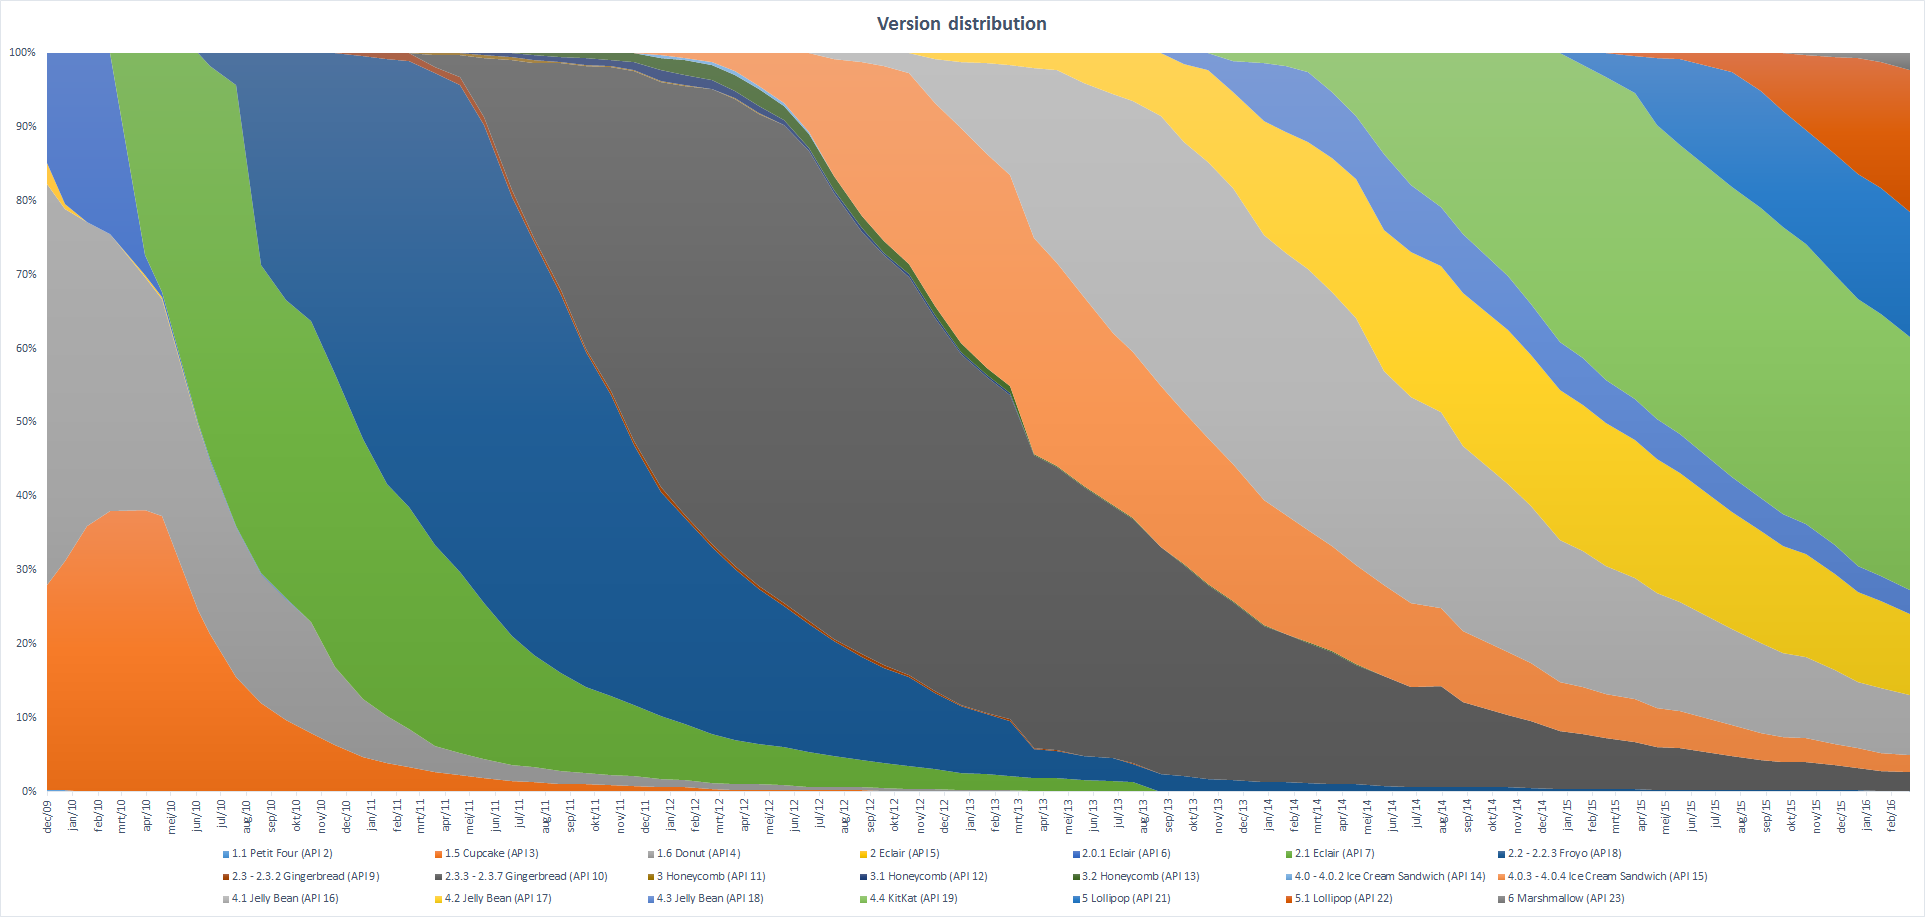 Version distribution
100%
90%
80%
70%
60%
50%
40%
30%
20%
10%
0%
dec/09 jan/10 feb/10 mrt/10 apr/10 mei/10 jun/10 jul/10 aug/10 sep/10 okt/10 nov/10 dec/10 jan/11 feb/11 mrt/11 apr/11 mei/11 jun/11 jul/11 aug/11 sep/11 okt/11 nov/11 dec/11 jan/12 feb/12 mrt/12 apr/12 mei/12 jun/12 jul/12 aug/12 sep/12 okt/12 nov/12 dec/12 jan/13 feb/13 mrt/13 apr/13 mei/13 jun/13 jul/13 aug/13 sep/13 okt/13 nov/13 dec/13 jan/14 feb/14 mrt/14 apr/14 mei/14 jun/14 jul/14 aug/14 sep/14 okt/14 nov/14 dec/14 jan/15 feb/15 mrt/15 apr/15 mei/15 jun/15 jul/15 aug/15 sep/15 okt/15 nov/15 dec/15 jan/16 feb/16
1.1 Petit Four (API 2) 1.5 Cupcake (API 3) 1.6 Donut (API 4) 2 Eclair (API 5) 2.0.1 Eclair (API 6) 2.1 Eclair (API 7) 2.2 - 2.2.3 Froyo (API 8)
2.3 - 2.3.2 Gingerbread (API 9) 2.3.3 - 2.3.7 Gingerbread (API 10) 3 Honeycomb (API 11) 3.1 Honeycomb (API 12) 3.2 Honeycomb (API 13) 4.0 - 4.0.2 Ice Cream Sandwich (API 14) 4.0.3 - 4.0.4 Ice Cream Sandwich (API 15)
4.1 Jelly Bean (API 16) 4.2 Jelly Bean (API 17) 4.3 Jelly Bean (API 18) 4.4 KitKat (API 19) 5 Lollipop (API 21) 5.1 Lollipop (API 22) 6 Marshmallow (API 23)